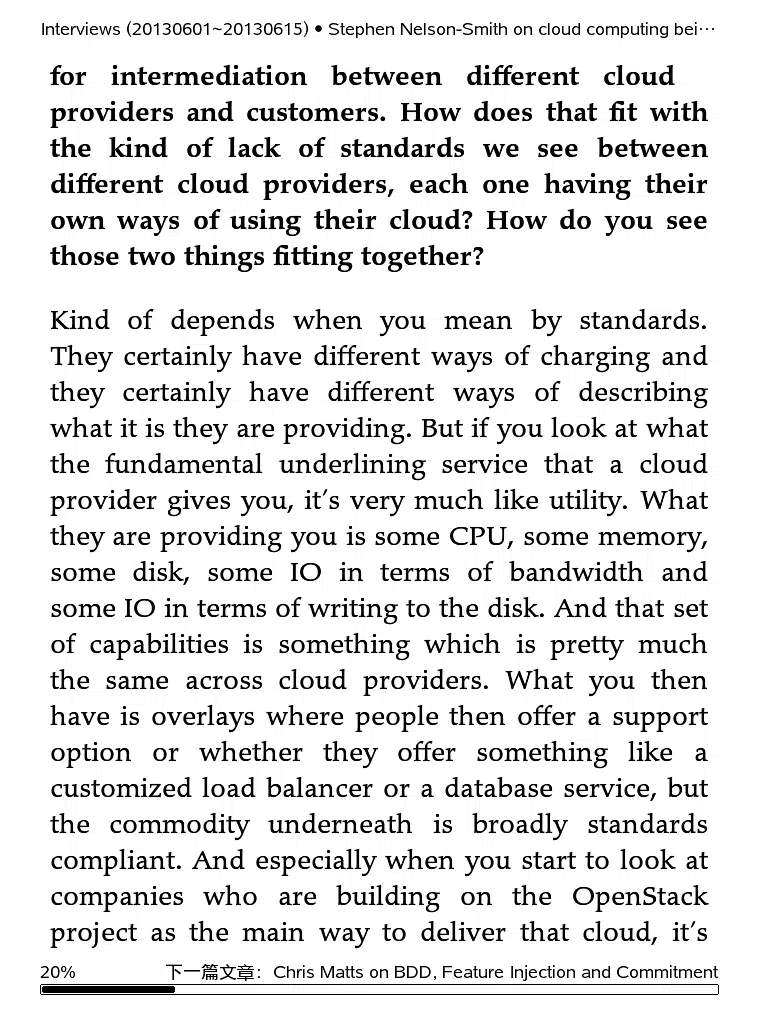 Interviews (20130601~20130615) • Stephen Nelson-Smith on cloud computing bei···
for intermediation between different cloud
providers and customers. How does that fit with
the kind of lack of standards we see between
different cloud providers, each one having their
own ways of using their cloud? How do you see
those two things fitting together?
Kind of depends when you mean by standards.
They certainly have different ways of charging and
they certainly have different ways of describing
what it is they are providing. But if you look at what
the fundamental underlining service that a cloud
provider gives you, it’s very much like utility. What
they are providing you is some CPU, some memory,
some disk, some IO in terms of bandwidth and
some IO in terms of writing to the disk. And that set
of capabilities is something which is pretty much
the same across cloud providers. What you then
have is overlays where people then offer a support
option or whether they offer something like a
customized load balancer or a database service, but
the commodity underneath is broadly standards
compliant. And especially when you start to look at
companies who are building on the OpenStack
project as the main way to deliver that cloud, it’s
20% 下一篇文章：Chris Matts on BDD, Feature Injection and Commitment